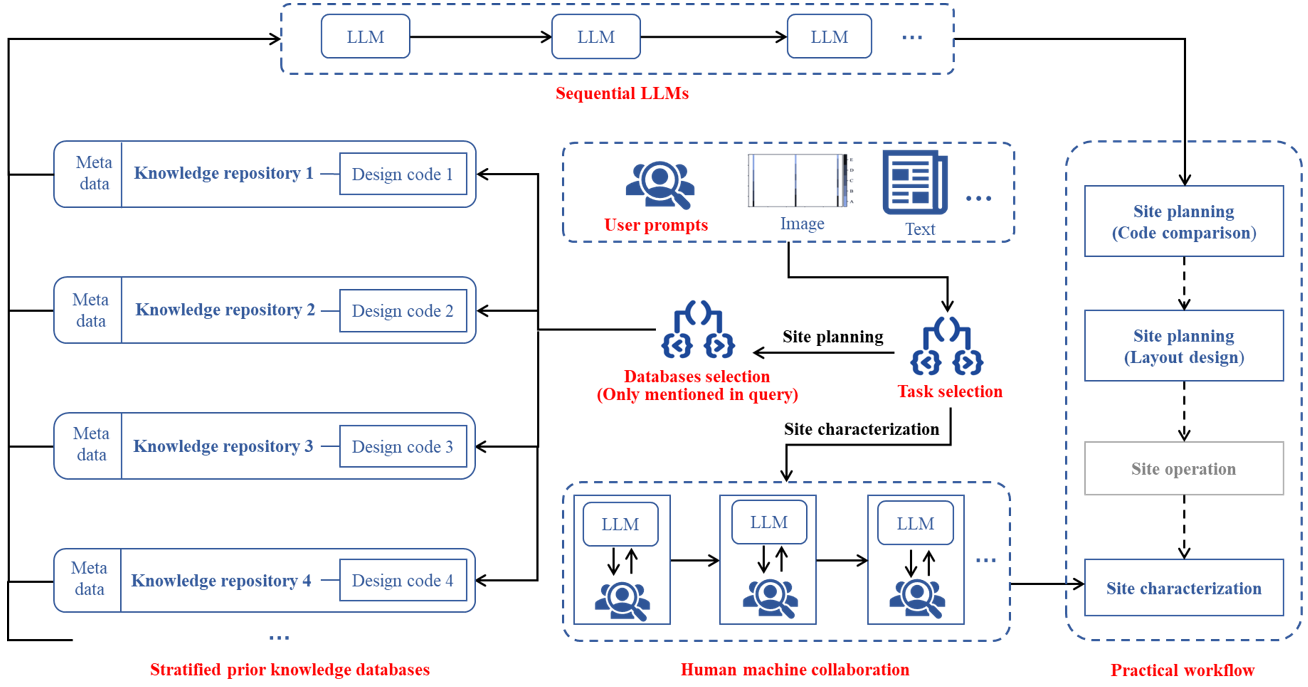 LLM
LLM
LLM
...
Sequential LLMs
Meta
data
Knowledge repository 1
Design code 1
Meta
data
Knowledge repository 2
Design code 2
Meta
data
Knowledge repository 3
Design code 3
Meta
data
Knowledge repository 4
Design code 4
...
Stratified prior knowledge databases
User prompts
E
D
C
B
A
Image
Text
...
Task selection
Site planning
Databases selection
(Only mentioned in query)
Site characterization
LLM
LLM
LLM
...
Human machine collaboration
Site planning
(Code comparison)
Site planning
(Layout design)
Site operation
Site characterization
Practical workflow